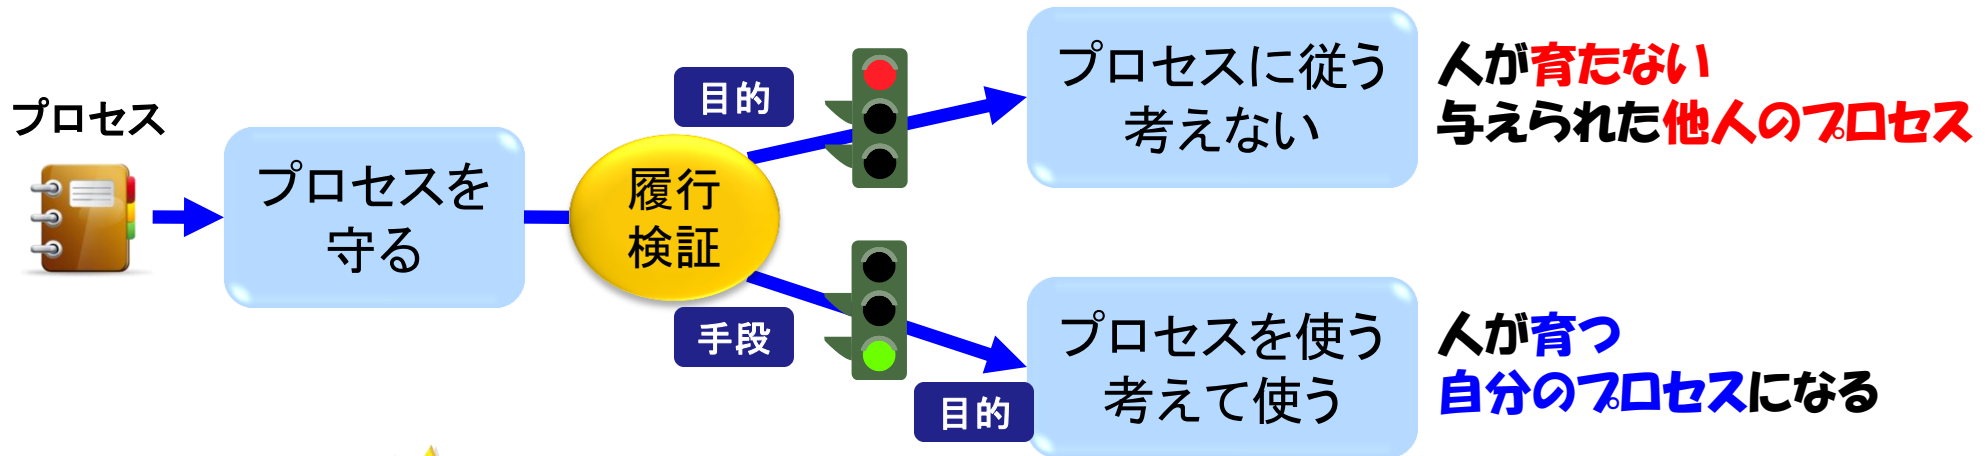 プロセス
プロセスを
守る
履行
検証
目的
プロセスに従う
考えない
人が育たない
与えられた他人のプロセス
手段
目的
プロセスを使う
考えて使う
人が育つ
自分のプロセスになる